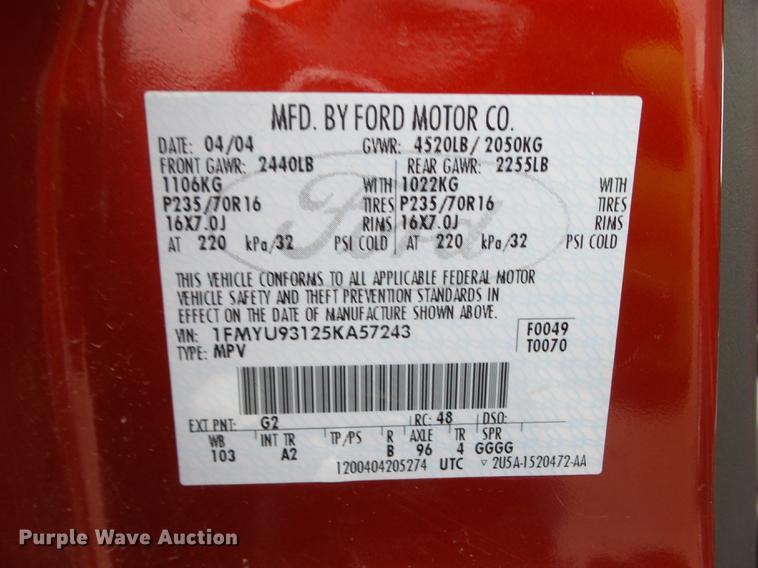 MFD. BY FORD MOTOR CO.
DATE: 04/04 GVWR: 4520LB/ 2050KG
FRONT GAWR: 2440LB REAR GAWR: 2255LB
1106KG WITH 1022KG WITH
P235/70R16 TIRES P235/70R16 TIRES
16X7.0J RIMS 16X7.0J RIMS
AT 220 kPa/32 PSI COLD AT 220 kPa/32 PSI COLD
THIS VEHICLE CONFORMS TO ALL APPLICABLE FEDERAL MOTOR
VEHICLE SAFETY AND THEFT PREVENTION STANDARDS IN
EFFECT ON THE DATE OF MANUFACTURE SHOWN ABOVE.
VIN: 1FMYU93125KA57243 F0049
TYPE: MPV T0070
EXT PNT: G2 RC: 48 DSO:
WB INT TR TP/PS R AXLE TR SPR
103 A2 B 96 4 GGGG
1200404205274 UTC ▽ 2U5A-1520472-AA
Ford
Purple Wave Auction